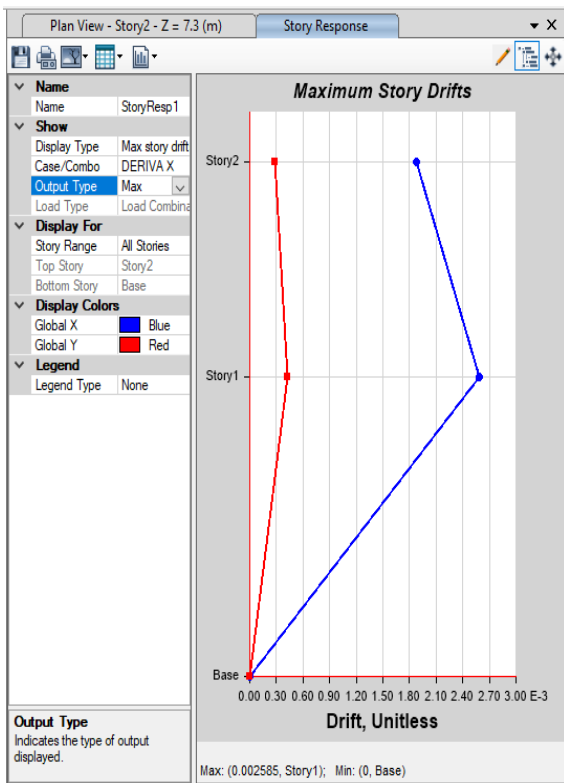 Plan View - Story2 - Z = 7.3 (m)
Story Response
Name
Name StoryResp1
Show
Display Type Max story drift
Case/Combo DERIVA X
Output Type Max
Load Type Load Combina
Display For
Story Range All Stories
Top Story Story2
Bottom Story Base
Display Colors
Global X Blue
Global Y Red
Legend
Legend Type None
Output Type
Indicates the type of output
displayed.
Maximum Story Drifts
Story2
Story1
Base
0.00 0.30 0.60 0.90 1.20 1.50 1.80 2.10 2.40 2.70 3.00 E-3
Drift, Unitless
Max: (0.002585, Story1); Min: (0, Base)